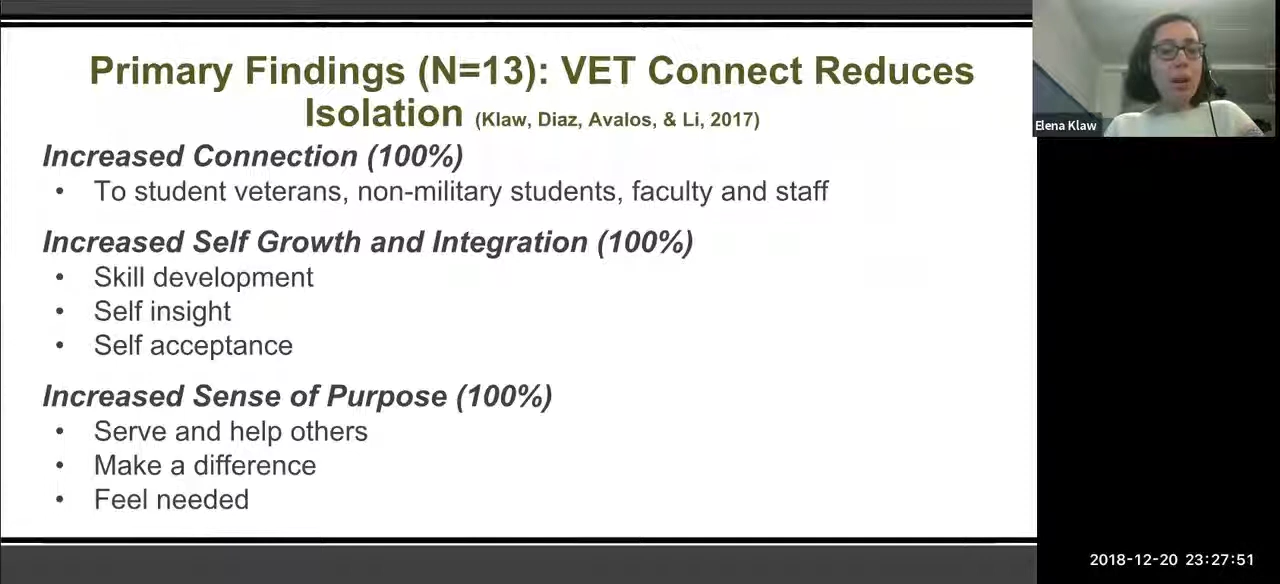 Primary Findings (N=13): VET Connect Reduces
Isolation (Klaw, Diaz, Avalos, & Li, 2017)
Increased Connection (100%)
• To student veterans, non-military students, faculty and staff
Increased Self Growth and Integration (100%)
• Skill development
• Self insight
• Self acceptance
Increased Sense of Purpose (100%)
• Serve and help others
• Make a difference
• Feel needed
Elena Klaw
2018-12-20 23:27:51